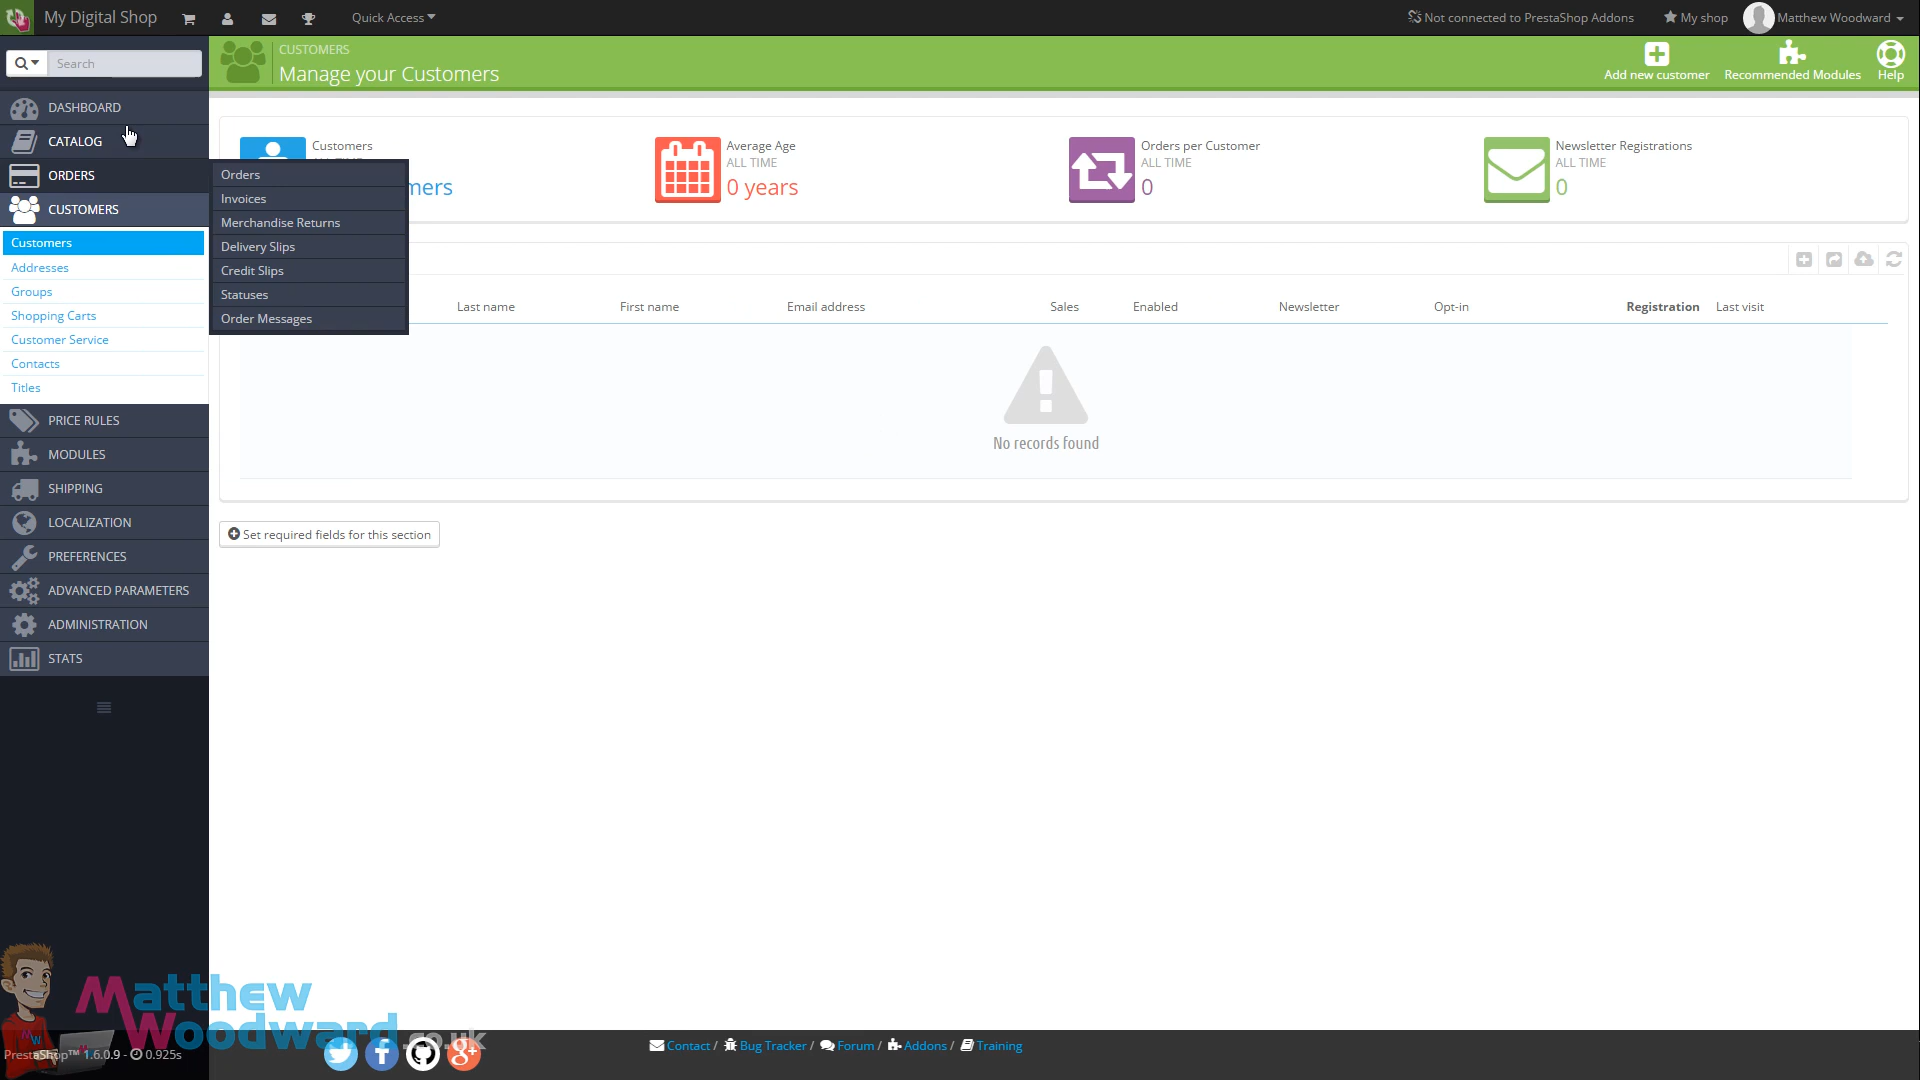 My Digital Shop
Quick Access
Not connected to PrestaShop Addons
My shop
Matthew Woodward
Search
CUSTOMERS
Manage your Customers
Add new customer
Recommended Modules
Help
DASHBOARD
CATALOG
ORDERS
CUSTOMERS
Customers
Addresses
Groups
Shopping Carts
Customer Service
Contacts
Titles
PRICE RULES
MODULES
SHIPPING
LOCALIZATION
PREFERENCES
ADVANCED PARAMETERS
ADMINISTRATION
STATS
Orders
Invoices
Merchandise Returns
Delivery Slips
Credit Slips
Statuses
Order Messages
Customers
mers
Average Age
ALL TIME
0 years
Orders per Customer
ALL TIME
0
Newsletter Registrations
ALL TIME
0
Last name
First name
Email address
Sales
Enabled
Newsletter
Opt-in
Registration
Last visit
No records found
Set required fields for this section
Matthew
Woodward.co.uk
PrestaShop™ 1.6.0.9 - 0.925s
Contact / Bug Tracker / Forum / Addons / Training